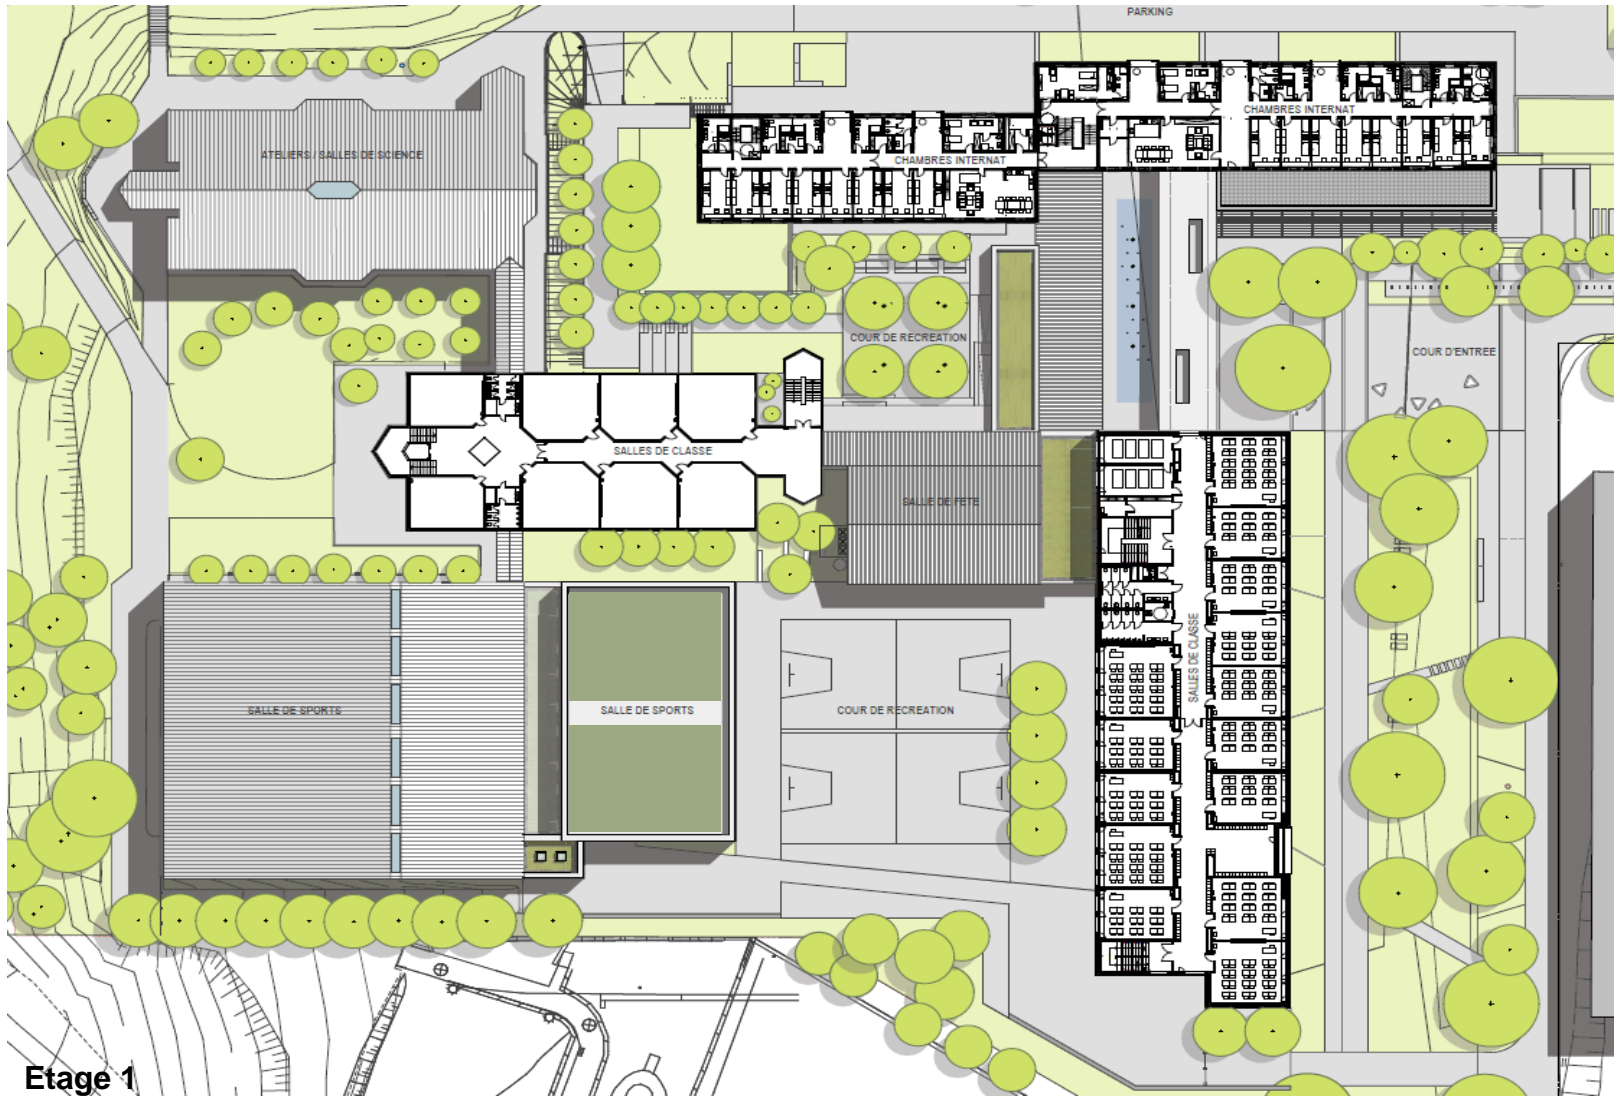 PARKING
CHAMBRES INTERNAT
ATELIERS / SALLES DE SCIENCE
CHAMBRES INTERNAT
COUR DE RECREATION
COUR D'ENTREE
SALLES DE CLASSE
SALLE DE FETE
SALLES DE CLASSE
SALLE DE SPORTS
SALLE DE SPORTS
COUR DE RECREATION
Etage 1